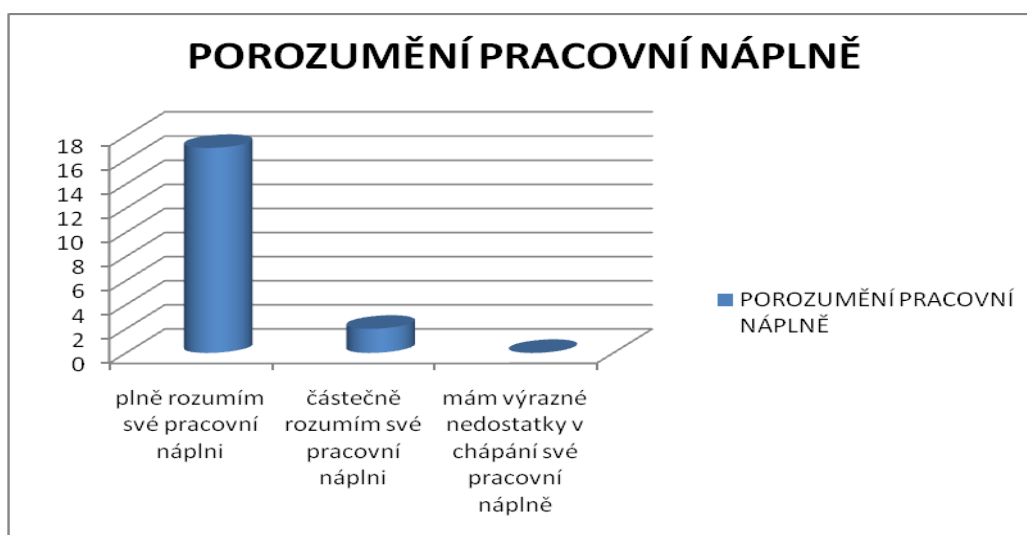 POROZUMĚNÍ PRACOVNÍ NÁPLNĚ
18
16
14
12
10
8
6
4
2
0
plně rozumím
své pracovní
náplni
částečně
rozumím své
pracovní
náplni
mám výrazné
nedostatky v
chápání své
pracovní
náplně
POROZUMĚNÍ PRACOVNÍ
NÁPLNĚ